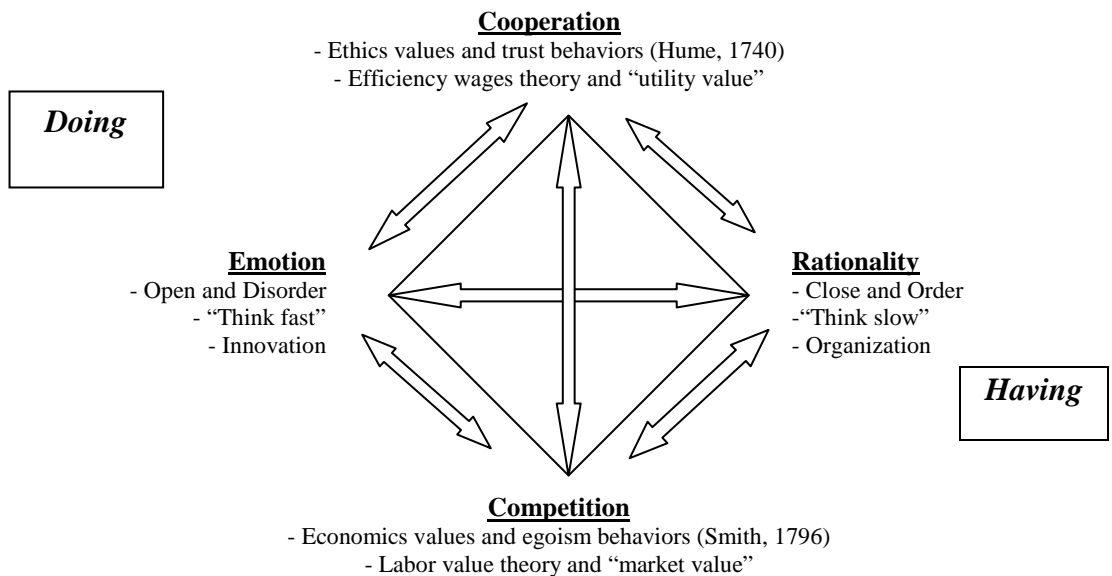 Cooperation
- Ethics values and trust behaviors (Hume, 1740)
- Efficiency wages theory and “utility value”
Doing
Emotion
- Open and Disorder
- “Think fast”
- Innovation
Rationality
- Close and Order
-“Think slow”
- Organization
Having
Competition
- Economics values and egoism behaviors (Smith, 1796)
- Labor value theory and “market value”